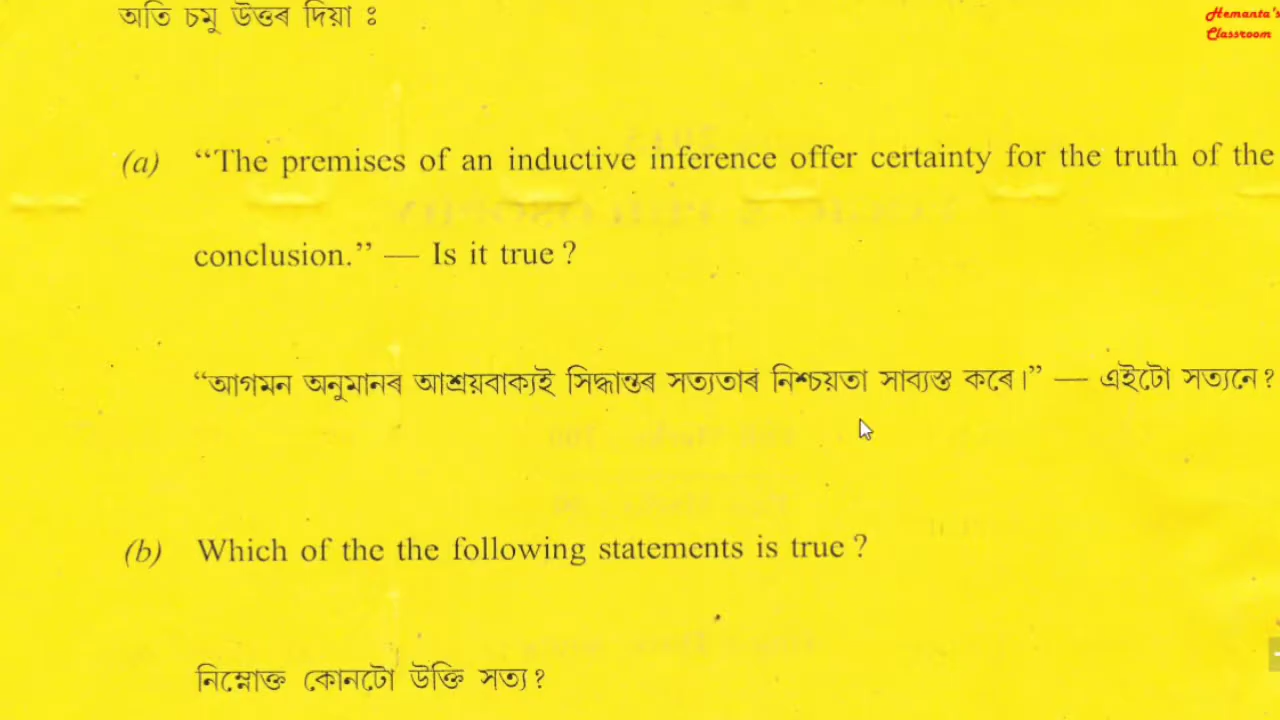 অতি চমু উত্তৰ দিয়া ঃ
Hemanta's
Classroom
(a) “The premises of an inductive inference offer certainty for the truth of the
conclusion.” — Is it true ?
“আগমন অনুমানৰ আশ্ৰয়বাক্যই সিদ্ধান্তৰ সত্যতাৰ নিশ্চয়তা সাব্যস্ত কৰে।” — এইটো সত্যনে ?
(b) Which of the the following statements is true ?
নিম্নোক্ত কোনটো উক্তি সত্য ?